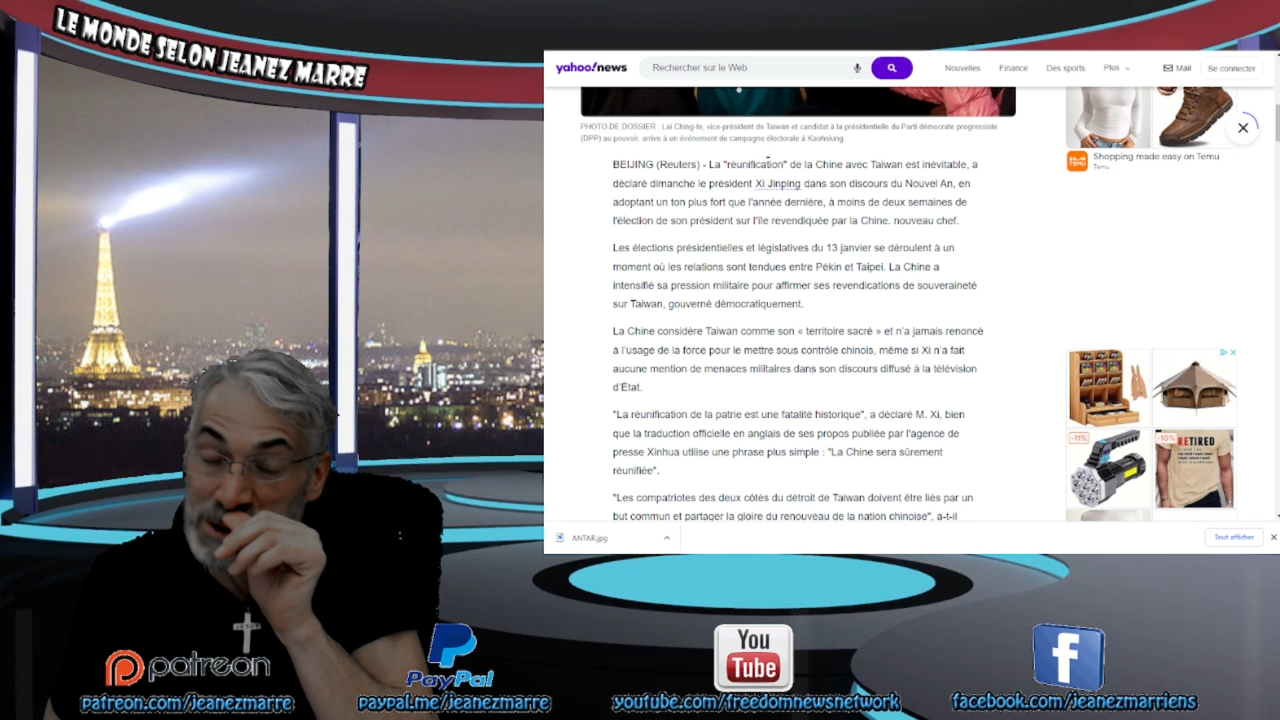 LE MONDE SELON JEANEZ MARRE
yahoo!news
Rechercher sur le Web
Nouvelles
Finance
Des sports
Plus
Mail
Se connecter
PHOTO DE DOSSIER : Lai Ching-te, vice-président de Taiwan et candidat à la présidentielle du Parti démocrate progressiste
(DPP) au pouvoir, arrive à un événement de campagne électorale à Kaohsiung
BEIJING (Reuters) - La "réunification" de la Chine avec Taiwan est inévitable, a
déclaré dimanche le président Xi Jinping dans son discours du Nouvel An, en
adoptant un ton plus fort que l'année dernière, à moins de deux semaines de
l'élection de son président sur l'île revendiquée par la Chine. nouveau chef.
Les élections présidentielles et législatives du 13 janvier se déroulent à un
moment où les relations sont tendues entre Pékin et Taipei. La Chine a
intensifié sa pression militaire pour affirmer ses revendications de souveraineté
sur Taiwan, gouverné démocratiquement.
La Chine considère Taiwan comme son « territoire sacré » et n'a jamais renoncé
à l'usage de la force pour le mettre sous contrôle chinois, même si Xi n'a fait
aucune mention de menaces militaires dans son discours diffusé à la télévision
d'État.
"La réunification de la patrie est une fatalité historique", a déclaré M. Xi, bien
que la traduction officielle en anglais de ses propos publiée par l'agence de
presse Xinhua utilise une phrase plus simple : "La Chine sera sûrement
réunifiée".
"Les compatriotes des deux côtés du détroit de Taiwan doivent être liés par un
but commun et partager la gloire du renouveau de la nation chinoise", a-t-il
Shopping made easy on Temu
Temu
-11%
-10%
RETIRED
ANTAR.jpg
Tout afficher
patreon
PayPal
You
Tube
f
patreon.com/jeanezmarre
paypal.me/jeanezmarre
youtube.com/freedomnewsnetwork
facebook.com/jeanezmarriens